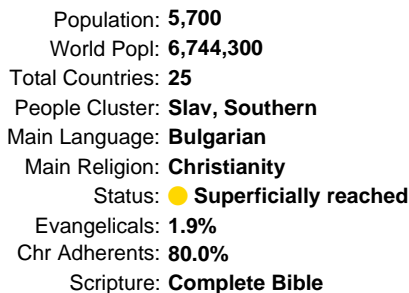 Population: 5,700
World Popl: 6,744,300
Total Countries: 25
People Cluster: Slav, Southern
Main Language: Bulgarian
Main Religion: Christianity
Status: Superficially reached
Evangelicals: 1.9%
Chr Adherents: 80.0%
Scripture: Complete Bible